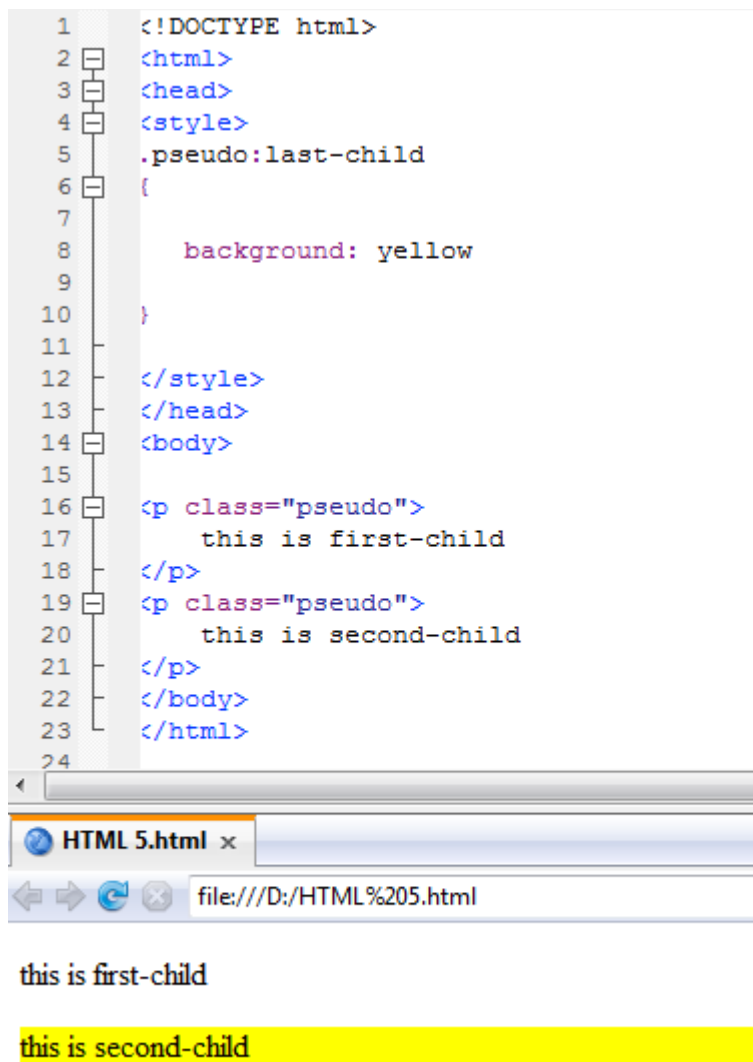 1 <!DOCTYPE html>
2 <html>
3 <head>
4 <style>
5 .pseudo:last-child
6 {
7
8 background: yellow
9
10 }
11
12 </style>
13 </head>
14 <body>
15
16 <p class="pseudo">
17 this is first-child
18 </p>
19 <p class="pseudo">
20 this is second-child
21 </p>
22 </body>
23 </html>
24
HTML 5.html ×
file:///D:/HTML%205.html
this is first-child
this is second-child